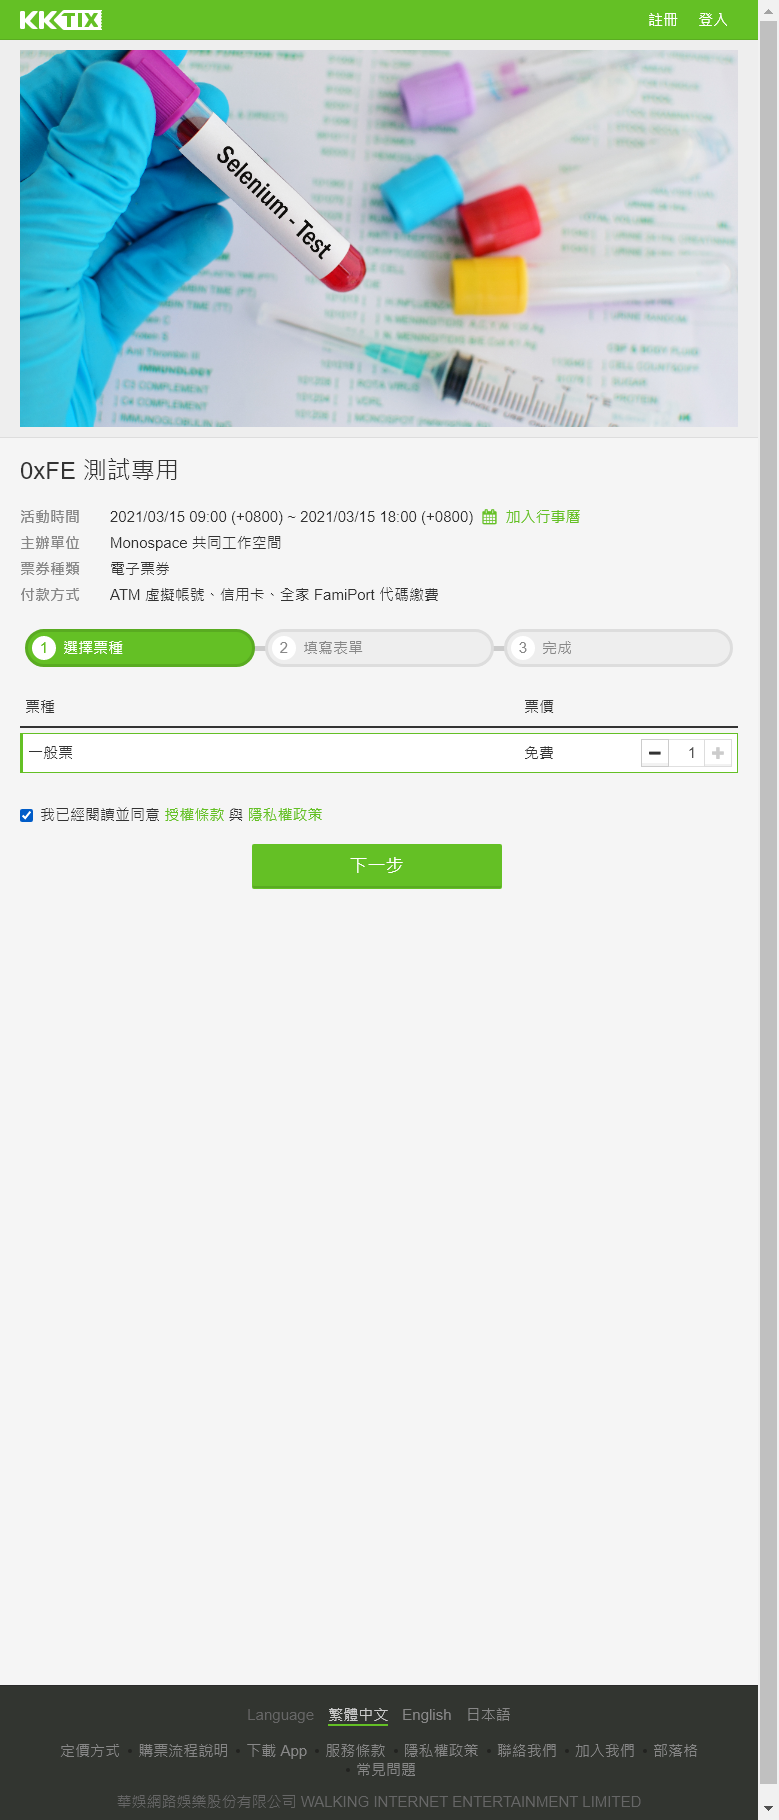 KKTIX 註冊 登入
Selenium - Test
0xFE 測試專用
活動時間 2021/03/15 09:00 (+0800) ~ 2021/03/15 18:00 (+0800) 加入行事曆
主辦單位 Monospace 共同工作空間
票券種類 電子票券
付款方式 ATM 虛擬帳號、信用卡、全家 FamiPort 代碼繳費
1 選擇票種 2 填寫表單 3 完成
票種 票價
一般票 免費 1
我已經閱讀並同意 授權條款 與 隱私權政策
下一步
Language 繁體中文 English 日本語
定價方式 • 購票流程說明 • 下載 App • 服務條款 • 隱私權政策 • 聯絡我們 • 加入我們 • 部落格
• 常見問題
華娛網路娛樂股份有限公司 WALKING INTERNET ENTERTAINMENT LIMITED